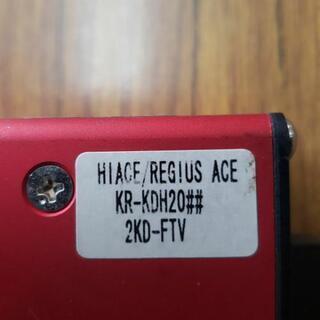 HIACE/REGIUS ACE
KR-KDH20##
2KD-FTV